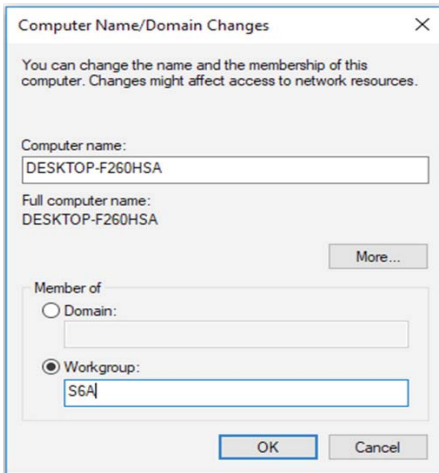 Computer Name/Domain Changes
You can change the name and the membership of this
computer. Changes might affect access to network resources.
Computer name:
DESKTOP-F260HSA
Full computer name:
DESKTOP-F260HSA
More...
Member of
Domain:
Workgroup:
S6A
OK
Cancel